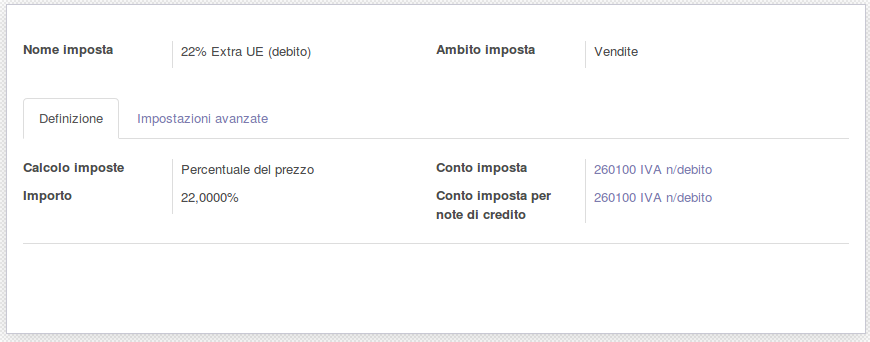 Nome imposta 22% Extra UE (debito) Ambito imposta Vendite
Definizione Impostazioni avanzate
Calcolo imposte Percentuale del prezzo Conto imposta 260100 IVA n/debito
Importo 22,0000% Conto imposta per 260100 IVA n/debito
note di credito